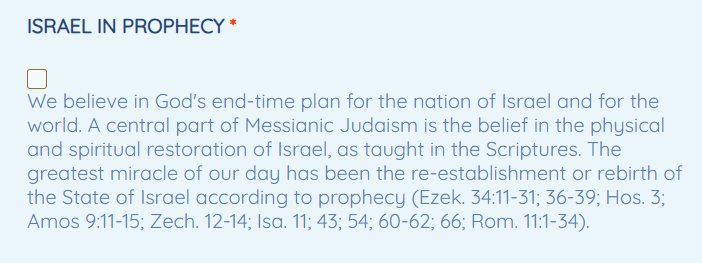 ISRAEL IN PROPHECY *
We believe in God's end-time plan for the nation of Israel and for the
world. A central part of Messianic Judaism is the belief in the physical
and spiritual restoration of Israel, as taught in the Scriptures. The
greatest miracle of our day has been the re-establishment or rebirth of
the State of Israel according to prophecy (Ezek. 34:11-31; 36-39; Hos. 3;
Amos 9:11-15; Zech. 12-14; Isa. 11; 43; 54; 60-62; 66; Rom. 11:1-34).